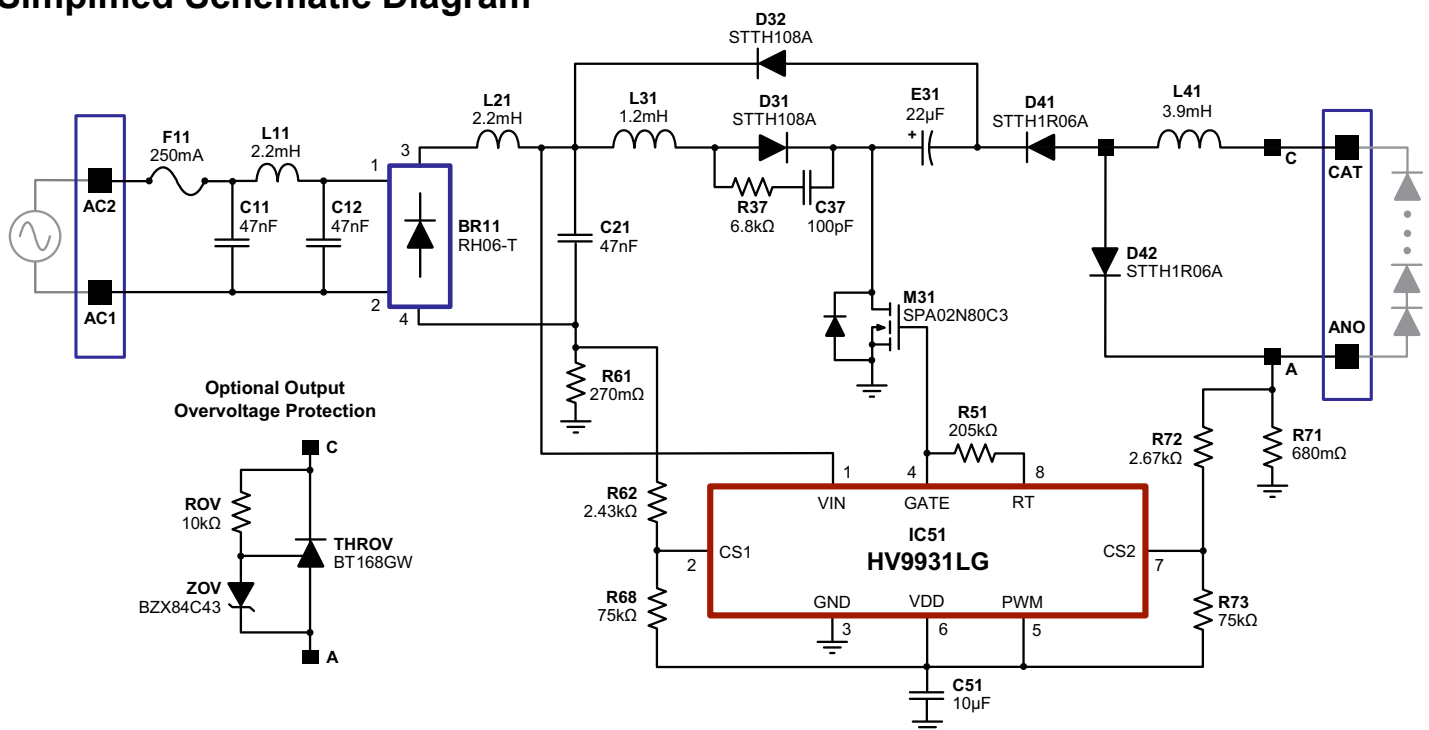 Simplified Schematic Diagram
D32
STTH108A
L21
2.2mH
L31
1.2mH
D31
STTH108A
E31
22µF
+
D41
STTH1R06A
L41
3.9mH
F11
250mA
L11
2.2mH
AC2
AC1
C11
47nF
C12
47nF
1
3
2
4
BR11
RH06-T
C21
47nF
R37
6.8kΩ
C37
100pF
C
CAT
D42
STTH1R06A
M31
SPA02N80C3
ANO
A
R61
270mΩ
Optional Output
Overvoltage Protection
C
ROV
10kΩ
THROV
BT168GW
ZOV
BZX84C43
A
R51
205kΩ
R72
2.67kΩ
R71
680mΩ
R62
2.43kΩ
1
4
8
VIN
GATE
RT
IC51
HV9931LG
CS1
2
CS2
7
GND
VDD
PWM
3
6
5
R68
75kΩ
R73
75kΩ
C51
10µF